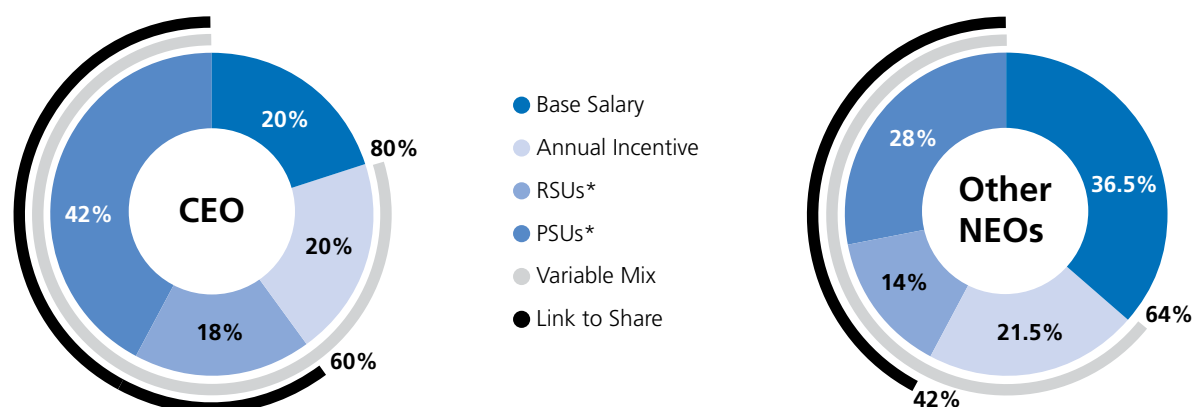 20%
80%
42%
CEO
20%
18%
60%
Base Salary
Annual Incentive
RSUs*
PSUs*
Variable Mix
Link to Share
28%
36.5%
Other
NEOs
14%
21.5%
64%
42%